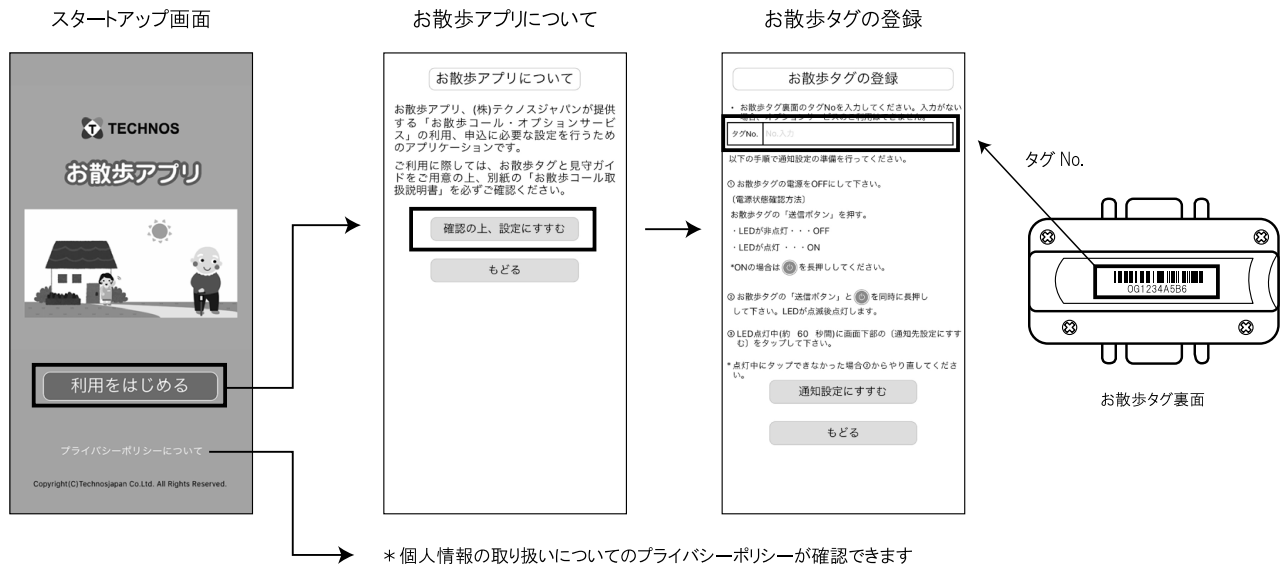 スタートアップ画面
TECHNOS
お散歩アプリ
利用をはじめる
プライバシーポリシーについて
Copyright(C)Technosjapan Co.Ltd. All Rights Reserved.
お散歩アプリについて
お散歩アプリについて
お散歩アプリ、(株)テクノスジャパンが提供
する「お散歩コール・オプションサービ
ス」の利用、申込に必要な設定を行うため
のアプリケーションです。
ご利用に際しては、お散歩タグと見守ガイ
ドをご用意の上、別紙の「お散歩コール取
扱説明書」を必ずご確認ください。
確認の上、設定にすすむ
もどる
お散歩タグの登録
お散歩タグの登録
・ お散歩タグ裏面のタグNoを入力してください。入力がない
場合、オプションサービスのご利用はできません。
タグNo. No.入力
以下の手順で通知設定の準備を行ってください。
① お散歩タグの電源をOFFにして下さい。
(電源状態確認方法)
お散歩タグの「送信ボタン」を押す。
・LEDが非点灯・・・OFF
・LEDが点灯 ・・・ON
*ONの場合は を長押ししてください。
② お散歩タグの「送信ボタン」と を同時に長押し
して下さい。LEDが点滅後点灯します。
③ LED点灯中(約 60 秒間)に画面下部の（通知先設定にすす
む）をタップして下さい。
*点灯中にタップできなかった場合②からやり直してくださ
い。
通知設定にすすむ
もどる
タグ No.
OG1234A5B6
お散歩タグ裏面
＊個人情報の取り扱いについてのプライバシーポリシーが確認できます